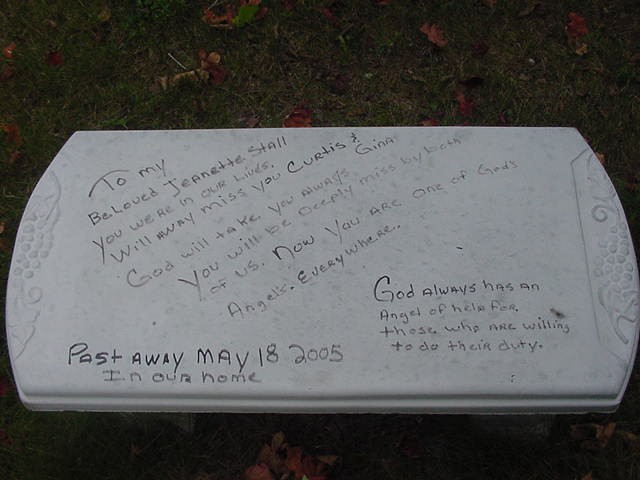 To my
Beloved Jeanette Stall
You were in our lives.
Will away miss you Curtis & Gina
God will take. you always
You will be Deeply miss by both
of us. Now You are one of God's
Angels. Everywhere.
God always has an
Angel of help for
those who are willing
to do their duty.
Past away May 18 2005
In our home